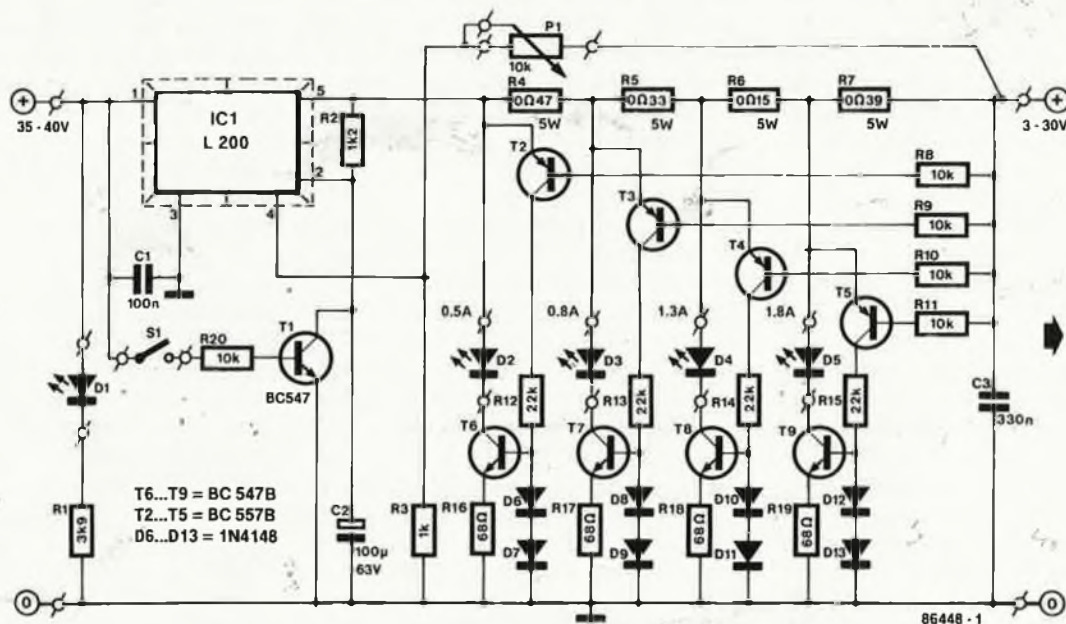 P1
10k
R4
R5
R6
R7
0Ω47
0Ω33
0Ω15
0Ω39
5W
5W
5W
5W
+
35 - 40V
1
5
IC1
L 200
2
3
4
R2
1k2
+
3 - 30V
T2
T3
T4
T5
R8
10k
R9
10k
R10
10k
R11
10k
C1
100n
S1
R20
10k
T1
BC547
D1
0.5A
0.8A
1.3A
1.8A
D2
D3
D4
D5
R12
22k
R13
22k
R14
22k
R15
22k
C3
330n
T6
T7
T8
T9
T6...T9 = BC 547B
T2...T5 = BC 557B
D6...D13 = 1N4148
R1
3k9
C2
100µ
63V
R3
1k
R16
68Ω
R17
68Ω
R18
68Ω
R19
68Ω
D6
D8
D10
D12
D7
D9
D11
D13
0
0
86448 - 1